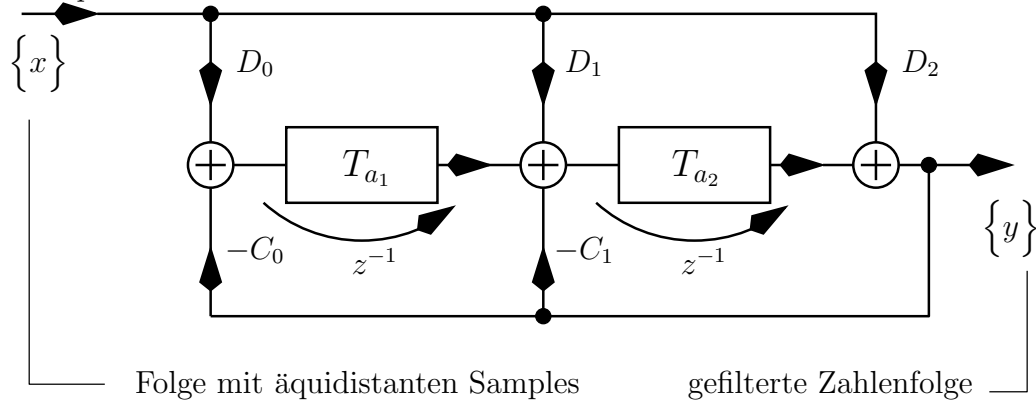 {x}
D₀ D₁ D₂
Tₐ₁ Tₐ₂
{y}
−C₀ z⁻¹ −C₁ z⁻¹
Folge mit äquidistanten Samples gefilterte Zahlenfolge